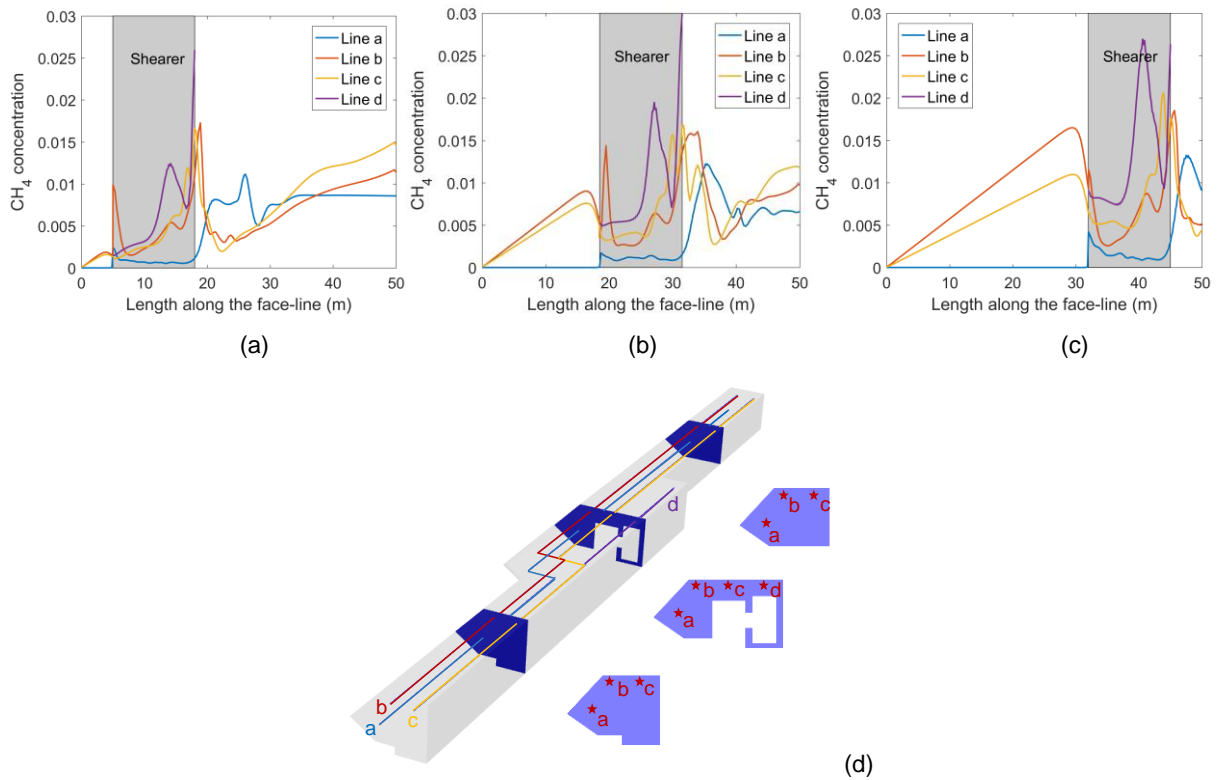 0.03
0.025
0.02
0.015
0.01
0.005
0
CH4 concentration
Shearer
Line a
Line b
Line c
Line d
0 10 20 30 40 50
Length along the face-line (m)
(a)
0.03
0.025
0.02
0.015
0.01
0.005
0
CH4 concentration
Shearer
Line a
Line b
Line c
Line d
0 10 20 30 40 50
Length along the face-line (m)
(b)
0.03
0.025
0.02
0.015
0.01
0.005
0
CH4 concentration
Line a
Line b
Line c
Line d
Shearer
0 10 20 30 40 50
Length along the face-line (m)
(c)
d
b
a
c
b c
a
b c d
a
b c
a
(d)